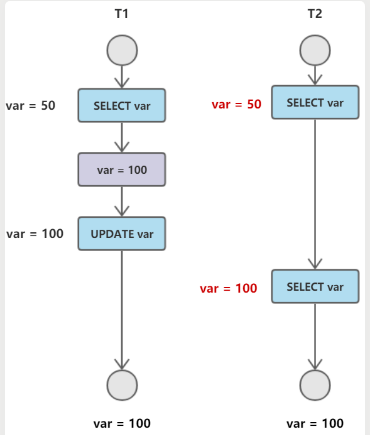 T1
T2
var = 50
SELECT var
var = 50
SELECT var
var = 100
var = 100
UPDATE var
var = 100
SELECT var
var = 100
var = 100